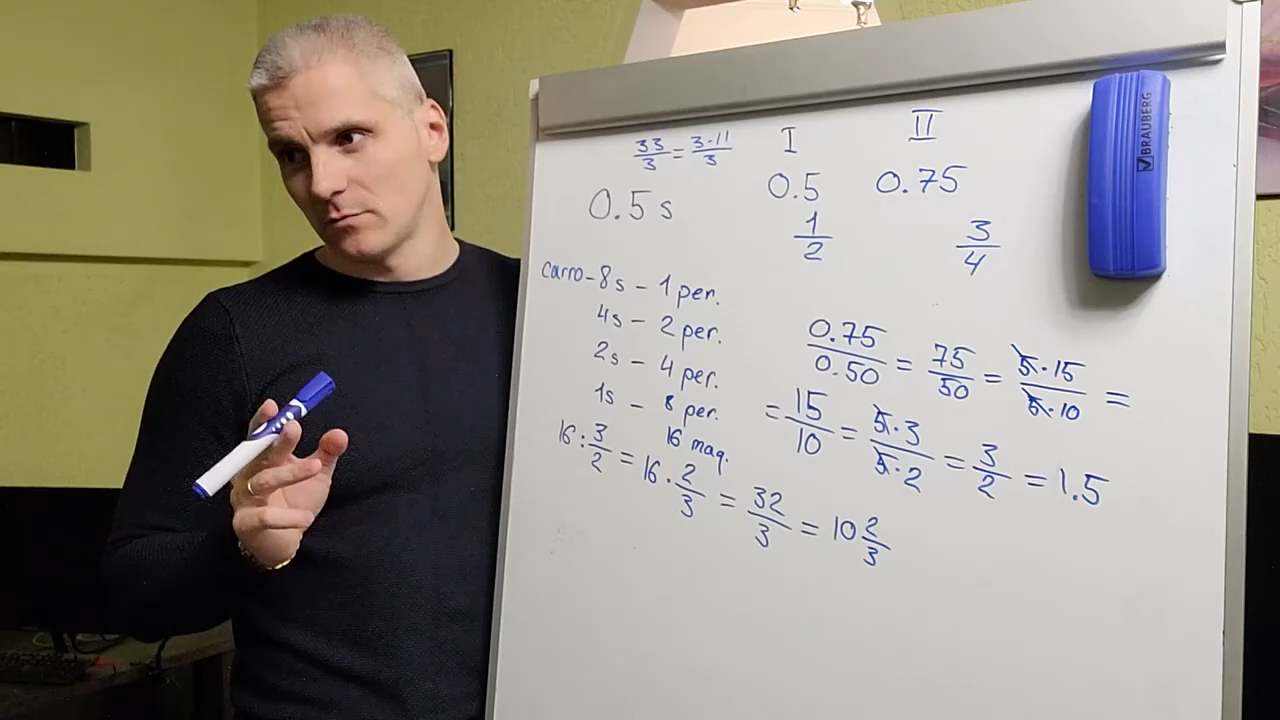 33/3 = 3·11/3
I II
0.5 s 0.5 0.75
1/2 3/4
carro - 8s - 1 per.
4s - 2 per.
2s - 4 per.
1s - 8 per.
16 maq.
16 : 3/2 = 16 · 2/3 = 32/3 = 10 2/3
0.75/0.50 = 75/50 = 5·15/5·10 =
= 15/10 = 5·3/5·2 = 3/2 = 1.5
BRAUBERG